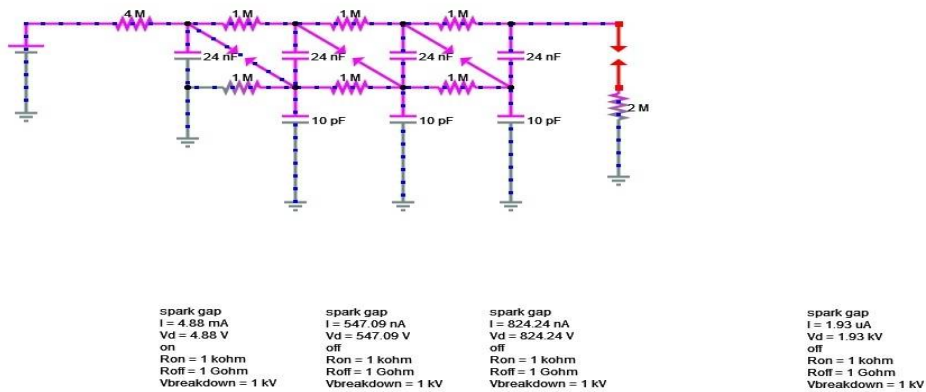 4 M 1 M 1 M 1 M
24 nF 24 nF 24 nF 24 nF
1 M 1 M 1 M
2 M
10 pF 10 pF 10 pF
spark gap
I = 4.88 mA
Vd = 4.88 V
on
Ron = 1 kohm
Roff = 1 Gohm
Vbreakdown = 1 kV
spark gap
I = 547.09 nA
Vd = 547.09 V
off
Ron = 1 kohm
Roff = 1 Gohm
Vbreakdown = 1 kV
spark gap
I = 824.24 nA
Vd = 824.24 V
off
Ron = 1 kohm
Roff = 1 Gohm
Vbreakdown = 1 kV
spark gap
I = 1.93 uA
Vd = 1.93 kV
off
Ron = 1 kohm
Roff = 1 Gohm
Vbreakdown = 1 kV